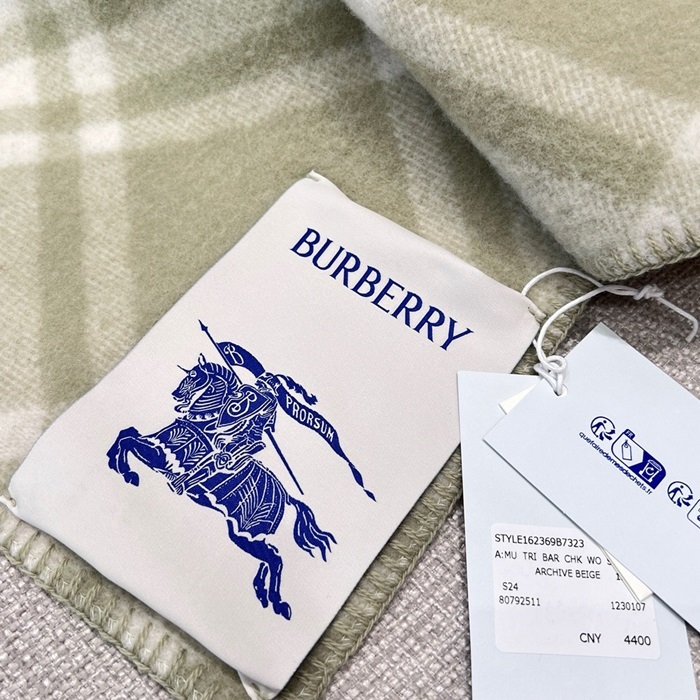 BURBERRY
B
PRORSUM
quefairedemesdechets.fr
STYLE162369B7323
A:MU TRI BAR CHK WO
ARCHIVE BEIGE
S24
80792511 1230107
CNY 4400